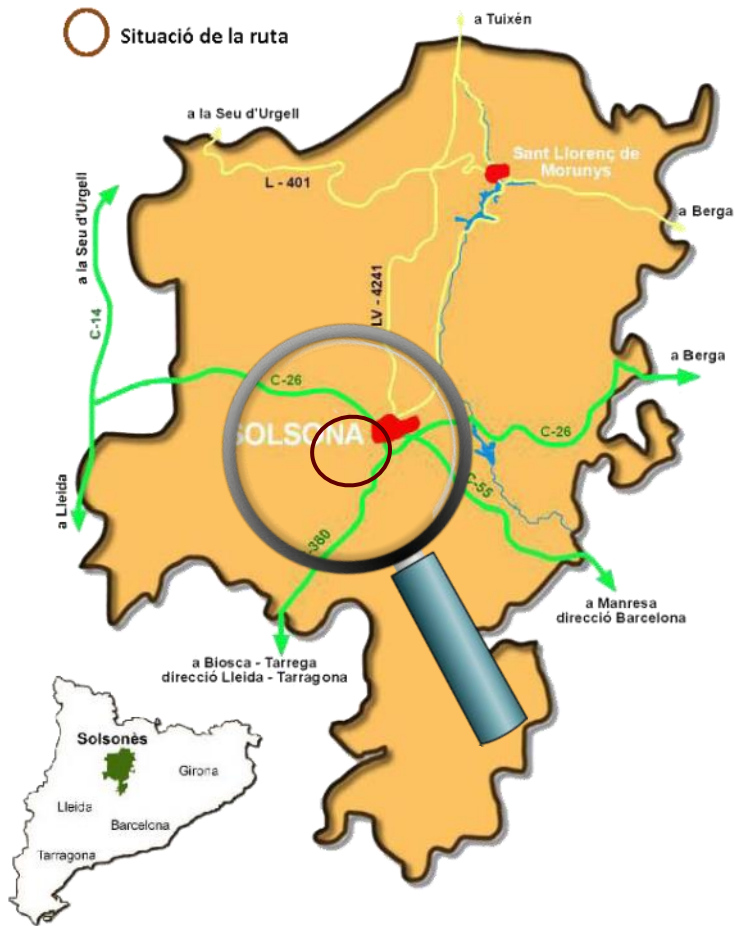 Situació de la ruta
a Tuixén
a la Seu d'Urgell
Sant Llorenç de
Morunys
L - 401
a la Seu d'Urgell
a Berga
LV - 4241
C-14
a Berga
C-26
SOLSONA
C-26
a Lleida
C-55
-360
a Manresa
direcció Barcelona
a Biosca - Tarrega
direcció Lleida - Tarragona
Solsonès
Girona
Lleida
Barcelona
Tarragona